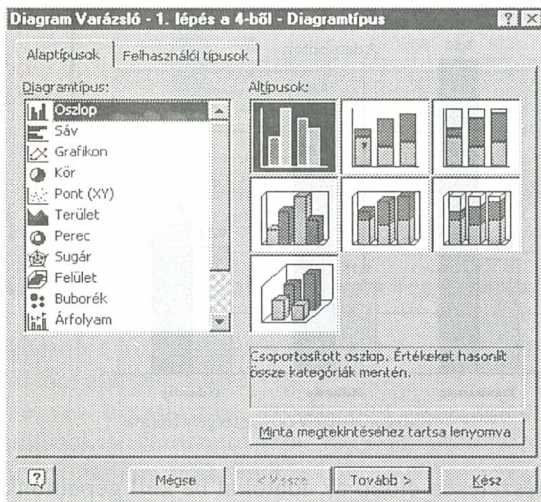 Diagram Varázsló - 1. lépés a 4-ből - Diagramtípus
Alaptípusok
Felhasználói típusok
Diagramtípus:
Altípusok:
Oszlop
Sáv
Grafikon
Kör
Pont (XY)
Terület
Perec
Sugár
Felület
Buborék
Árfolyam
Csoportosított oszlop. Értékeket hasonlít
össze kategóriák mentén.
Minta megtekintéséhez tartsa lenyomva
Mégse
< Vissza
Tovább >
Kész